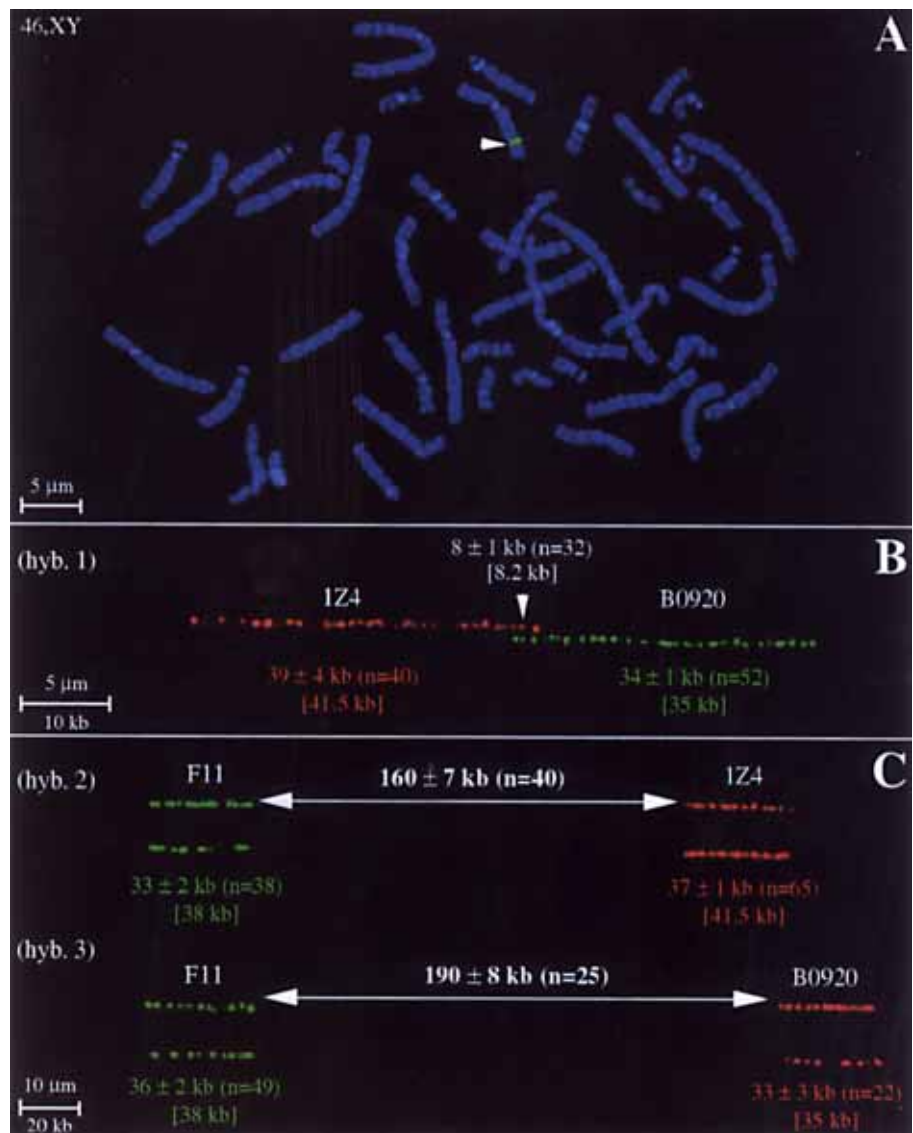 46,XY
A
5 µm
(hyb. 1)
B
8 ± 1 kb (n=32)
[8.2 kb]
1Z4
B0920
39 ± 4 kb (n=40)
[41.5 kb]
34 ± 1 kb (n=52)
[35 kb]
5 µm
10 kb
C
(hyb. 2)
F11
160 ± 7 kb (n=40)
1Z4
33 ± 2 kb (n=38)
[38 kb]
37 ± 1 kb (n=65)
[41.5 kb]
(hyb. 3)
F11
190 ± 8 kb (n=25)
B0920
36 ± 2 kb (n=49)
[38 kb]
33 ± 3 kb (n=22)
[35 kb]
10 µm
20 kb